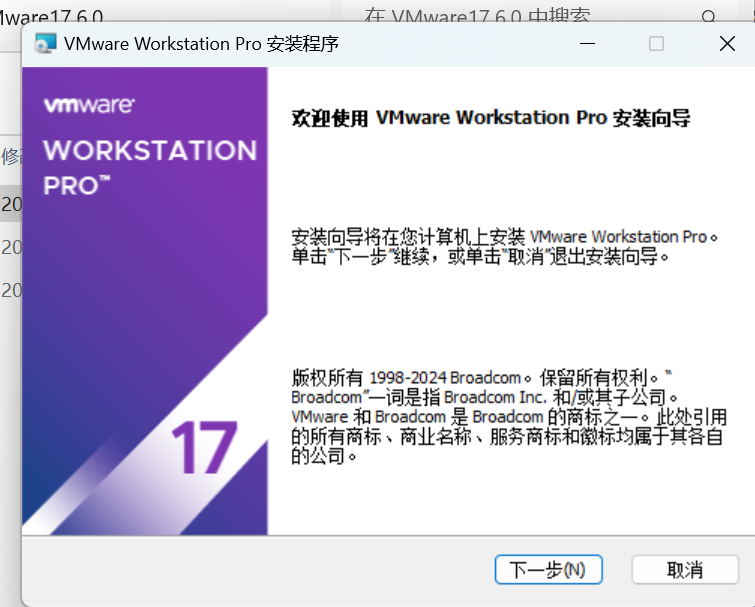 Mware17.6.0
在 VMware17.6.0 中搜索
VMware Workstation Pro 安装程序
修
20
20
20
vmware®
WORKSTATION
PRO™
17
欢迎使用 VMware Workstation Pro 安装向导
安装向导将在您计算机上安装 VMware Workstation Pro。
单击“下一步”继续，或单击“取消”退出安装向导。
版权所有 1998-2024 Broadcom。保留所有权利。“
Broadcom”一词是指 Broadcom Inc. 和/或其子公司。
VMware 和 Broadcom 是 Broadcom 的商标之一。此处引用
的所有商标、商业名称、服务商标和徽标均属于其各自
的公司。
下一步(N)
取消